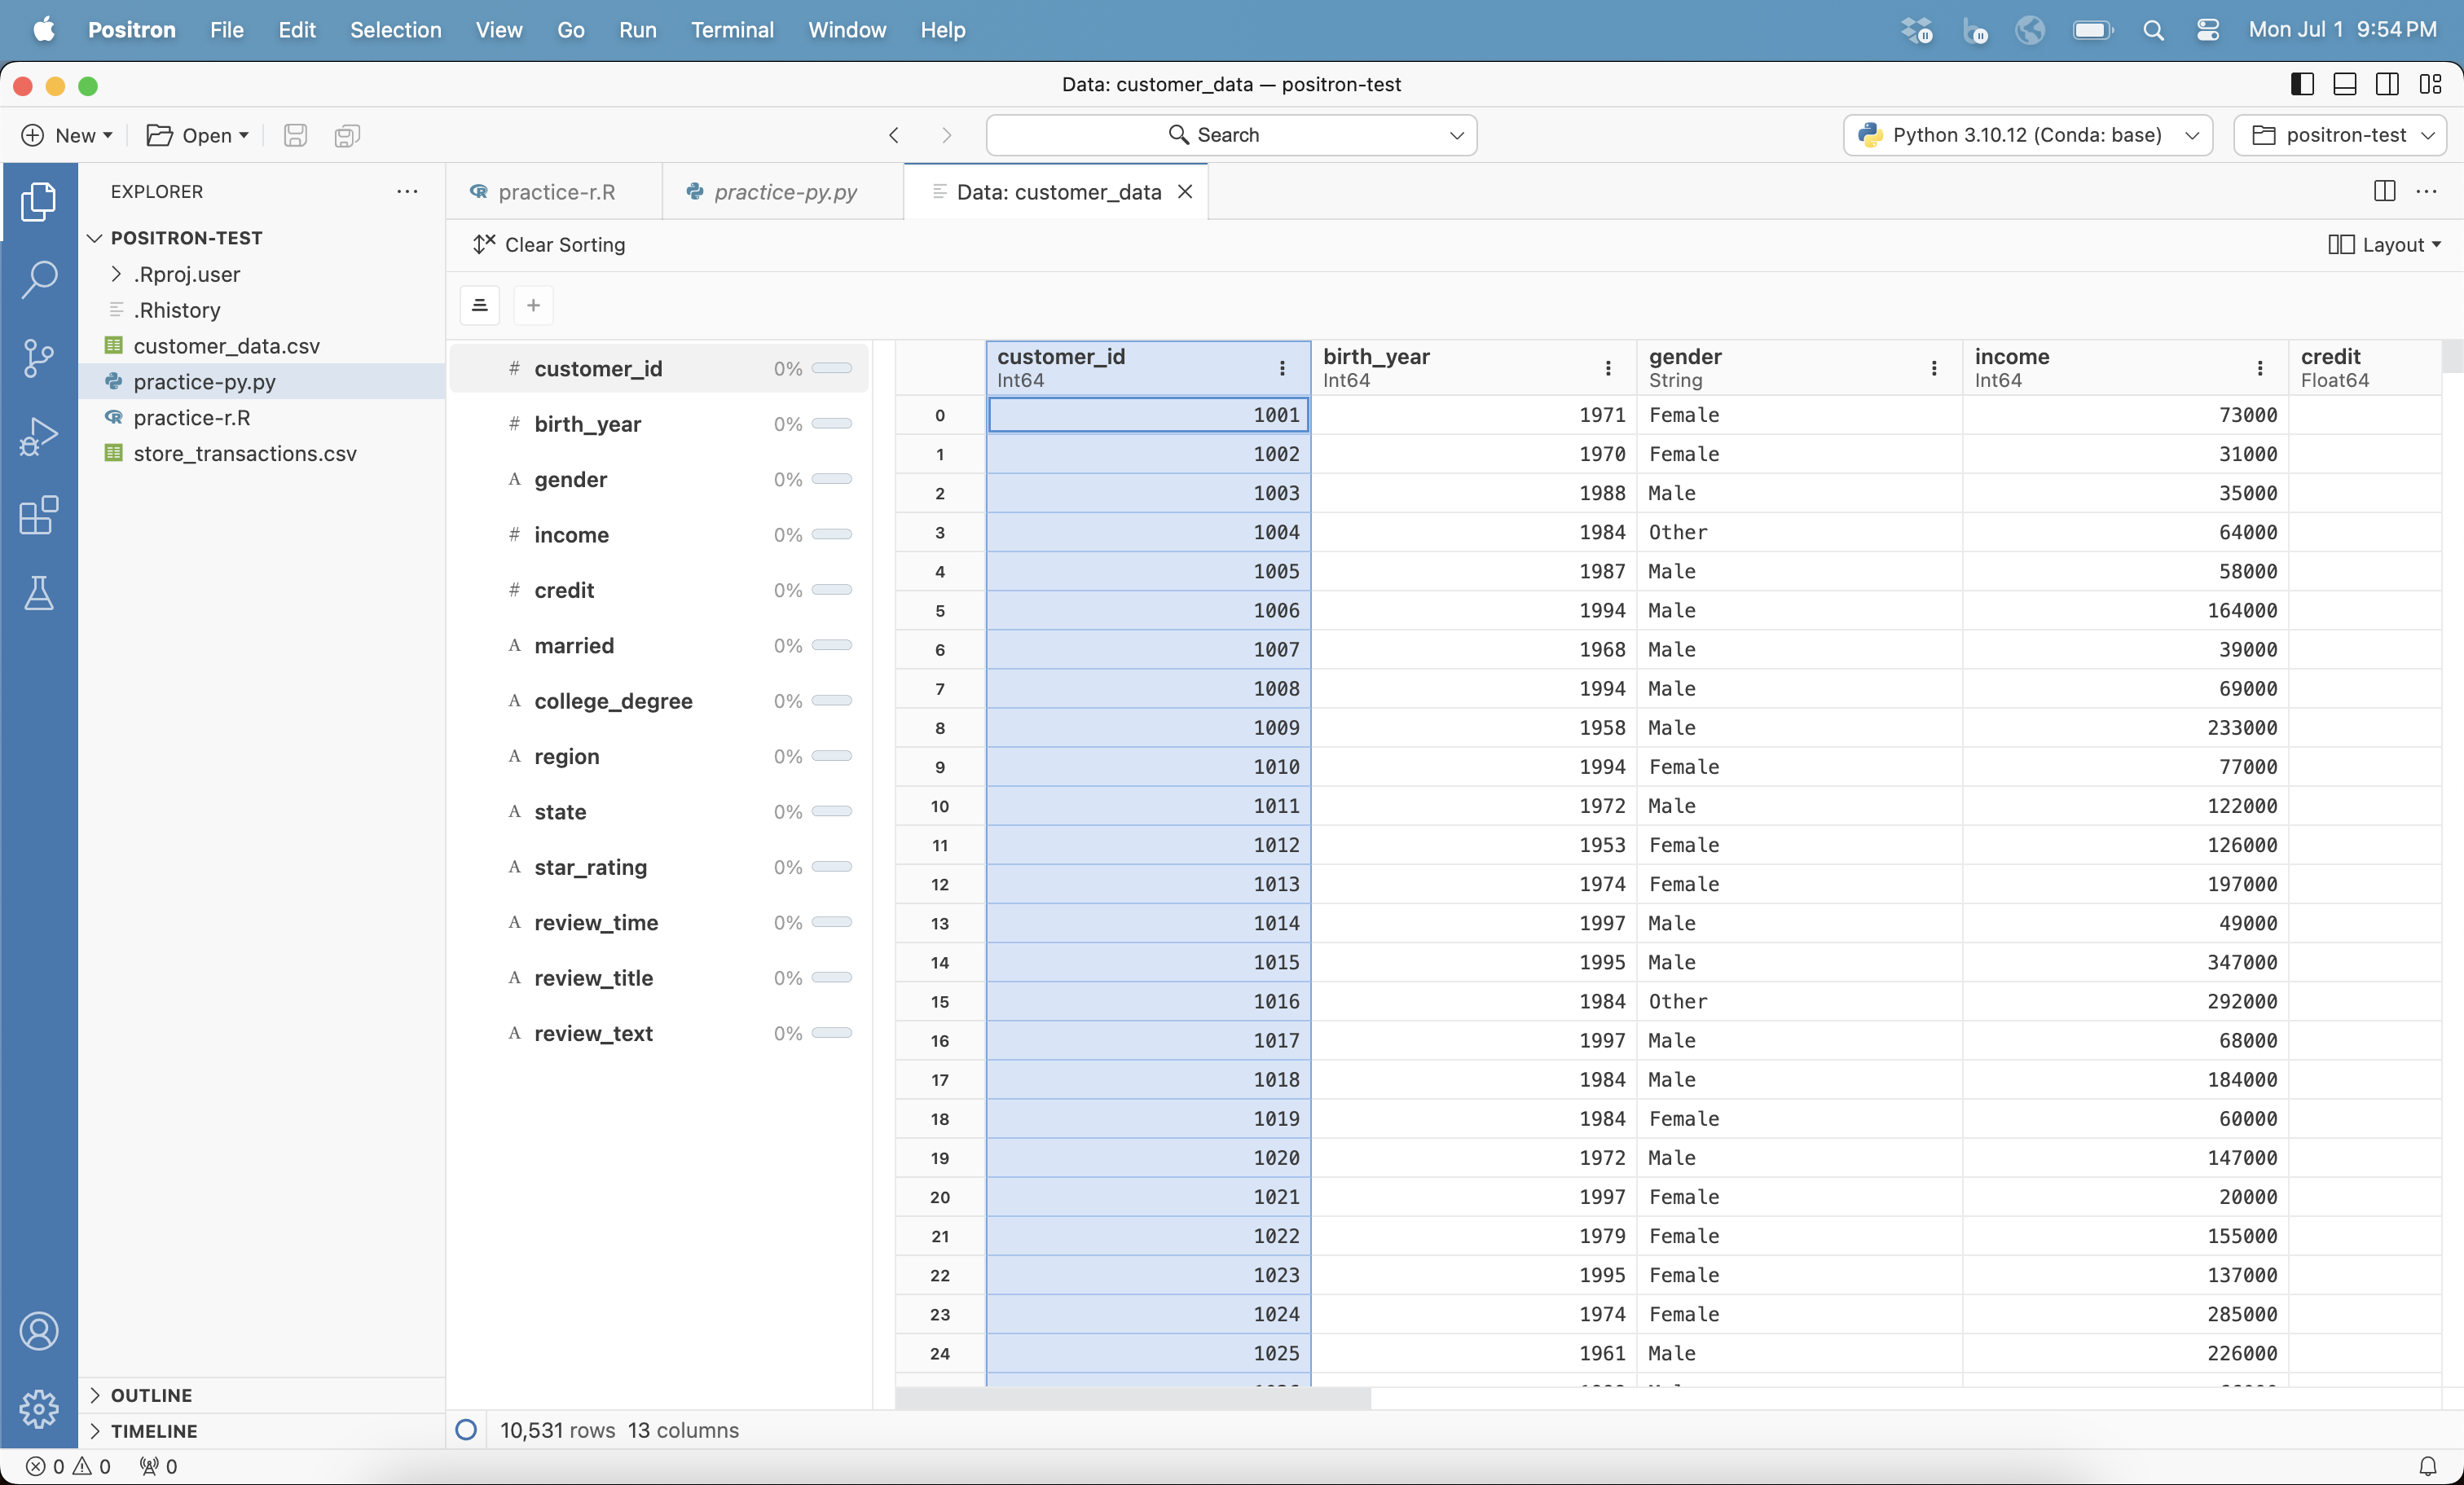 Positron File Edit Selection View Go Run Terminal Window Help Mon Jul 1 9:54 PM
Data: customer_data — positron-test
New Open Search Python 3.10.12 (Conda: base) positron-test
EXPLORER
POSITRON-TEST
.Rproj.user
.Rhistory
customer_data.csv
practice-py.py
practice-r.R
store_transactions.csv
OUTLINE
TIMELINE
practice-r.R practice-py.py Data: customer_data
Clear Sorting Layout
# customer_id 0%
# birth_year 0%
A gender 0%
# income 0%
# credit 0%
A married 0%
A college_degree 0%
A region 0%
A state 0%
A star_rating 0%
A review_time 0%
A review_title 0%
A review_text 0%
customer_id birth_year gender income credit
Int64 Int64 String Int64 Float64
0 1001 1971 Female 73000
1 1002 1970 Female 31000
2 1003 1988 Male 35000
3 1004 1984 Other 64000
4 1005 1987 Male 58000
5 1006 1994 Male 164000
6 1007 1968 Male 39000
7 1008 1994 Male 69000
8 1009 1958 Male 233000
9 1010 1994 Female 77000
10 1011 1972 Male 122000
11 1012 1953 Female 126000
12 1013 1974 Female 197000
13 1014 1997 Male 49000
14 1015 1995 Male 347000
15 1016 1984 Other 292000
16 1017 1997 Male 68000
17 1018 1984 Male 184000
18 1019 1984 Female 60000
19 1020 1972 Male 147000
20 1021 1997 Female 20000
21 1022 1979 Female 155000
22 1023 1995 Female 137000
23 1024 1974 Female 285000
24 1025 1961 Male 226000
10,531 rows 13 columns
0 0 0